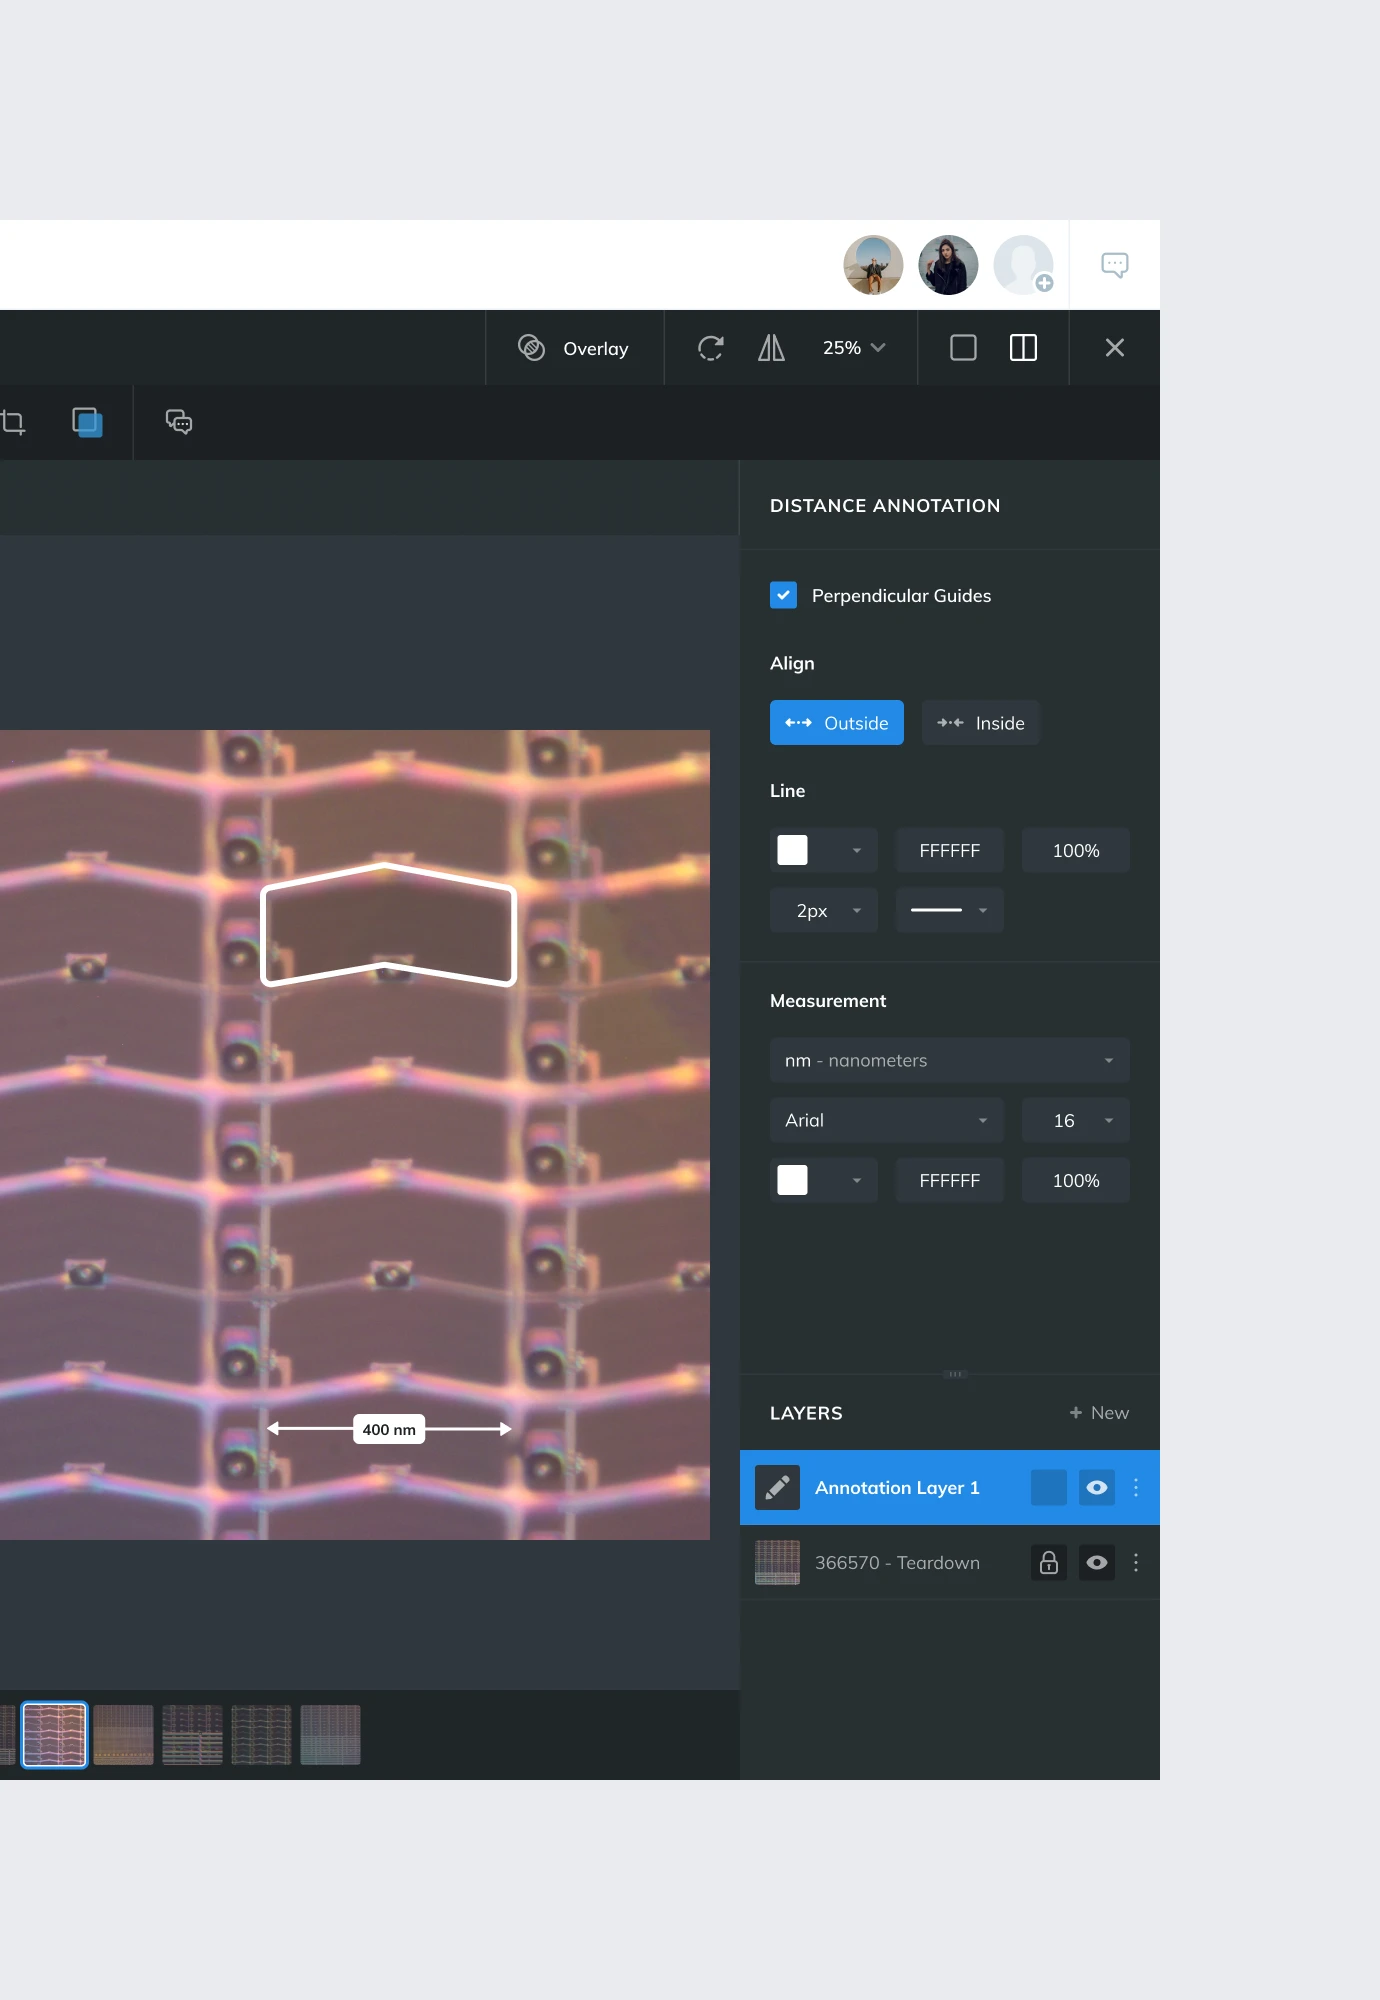 Overlay
25%
DISTANCE ANNOTATION
Perpendicular Guides
Align
Outside
Inside
Line
FFFFFF
100%
2px
Measurement
nm - nanometers
Arial
16
FFFFFF
100%
400 nm
LAYERS
+ New
Annotation Layer 1
366570 - Teardown